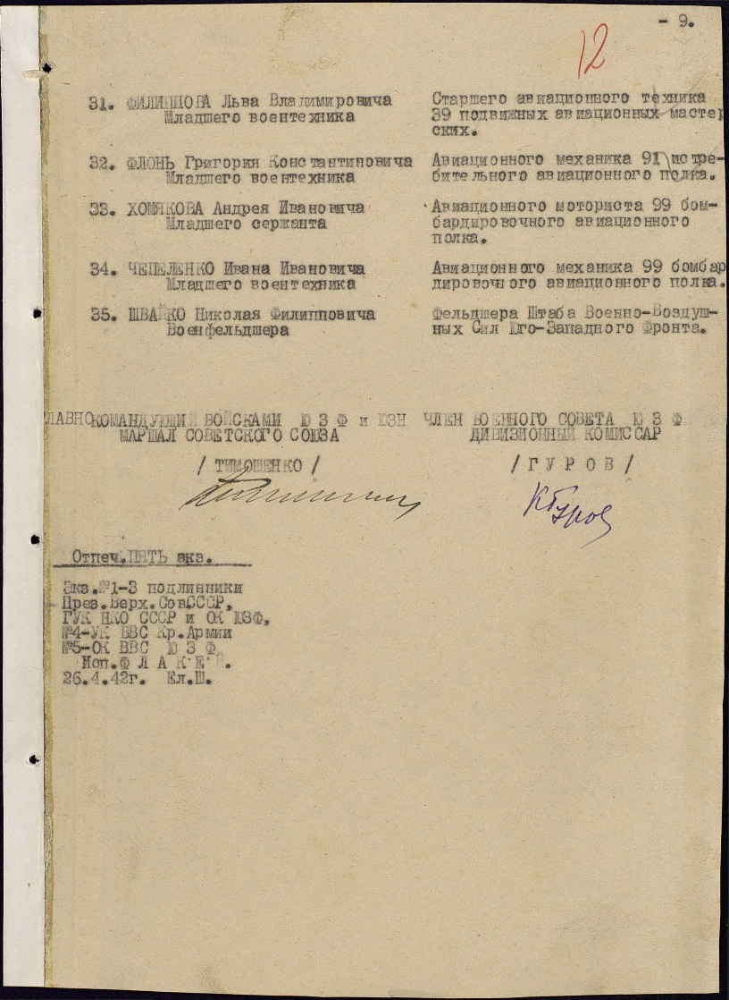 - 9.
12
31. ФИЛИППОВА Льва Владимировича
Младшего воентехника
Старшего авиационного техника
39 подвижных авиационных мастер
ских.
32. ФЛОНЬ Григория Константиновича
Младшего воентехника
Авиационного механика 91 истре-
бительного авиационного полка.
33. ХОМЯКОВА Андрея Ивановича
Младшего сержанта
Авиационного моториста 99 бом-
бардировочного авиационного
полка.
34. ЧЕПЕЛЕНКО Ивана Ивановича
Младшего воентехника
Авиационного механика 99 бомбар
дировочного авиационного полка.
35. ШВАЙКО Николая Филипповича
Военфельдшера
Фельдшера Штаба Военно-Воздуш-
ных Сил Юго-Западного Фронта.
ЛАВНОКОМАНДУЮЩИЙ ВОЙСКАМИ Ю З Ф и ЮЗН
МАРШАЛ СОВЕТСКОГО СОЮЗА
/ ТИМОШЕНКО /
ЧЛЕН ВОЕННОГО СОВЕТА Ю З Ф
ДИВИЗИОННЫЙ КОМИССАР
/ Г У Р О В /
КГуров
Отпеч.ПЯТЬ экз.
Экз.№1-3 подлинники
През.Верх.СовСССР,
ГУК НКО СССР и ОК ЮЗФ,
№4-УК ВВС Кр.Армии
№5-ОК ВВС Ю З Ф
Исп.Ф Л А К Е Й.
26.4.42г. Ел.Ш.